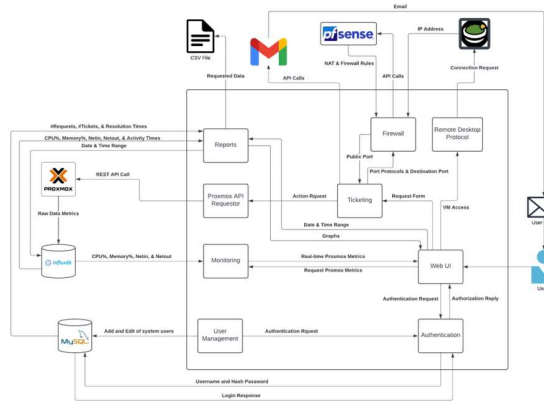 Email
CSV File
pfsense
IP Address
NAT & Firewall Rules
API Calls
Connection Request
Requested Data
API Calls
#Requests, #Tickets, & Resolution Times
CPU%, Memory%, Netin, Netout, & Activity Times
Date & Time Range
Reports
Firewall
Remote Desktop
Protocol
Public Port
Port Protocols & Destination Port
PROXMOX
REST API Call
Proxmox API
Requestor
Action Rquest
Ticketing
Request Form
VM Access
Raw Data Metrics
Date & Time Range
Graphs
User
influxdb
CPU%, Memory%, Netin, & Netout
Monitoring
Real-time Proxmox Metrics
Request Promox Metrics
Web UI
Authentication Request
Authorization Reply
MySQL
Add and Edit of system users
User
Management
Authentication Rquest
Authentication
Username and Hash Password
Login Response